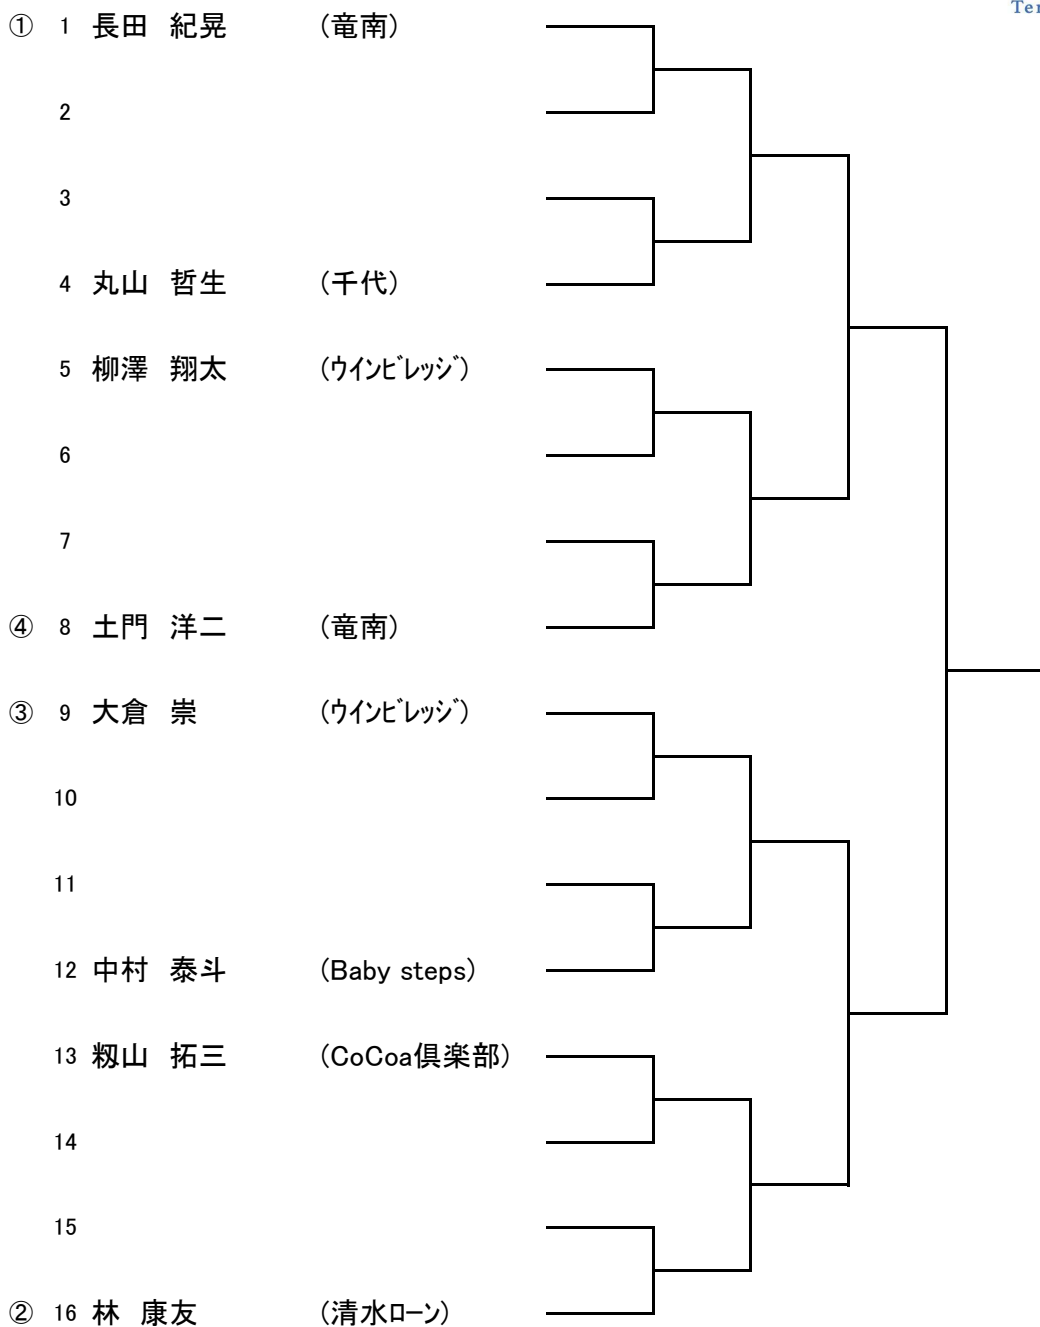 Ter
① 1 長田 紀晃 (竜南)
2
3
4 丸山 哲生 (千代)
5 柳澤 翔太 (ｳｲﾝﾋﾞﾚｯｼﾞ)
6
7
④ 8 土門 洋二 (竜南)
③ 9 大倉 崇 (ｳｲﾝﾋﾞﾚｯｼﾞ)
10
11
12 中村 泰斗 (Baby steps)
13 籾山 拓三 (CoCoa倶楽部)
14
15
② 16 林 康友 (清水ﾛｰﾝ)